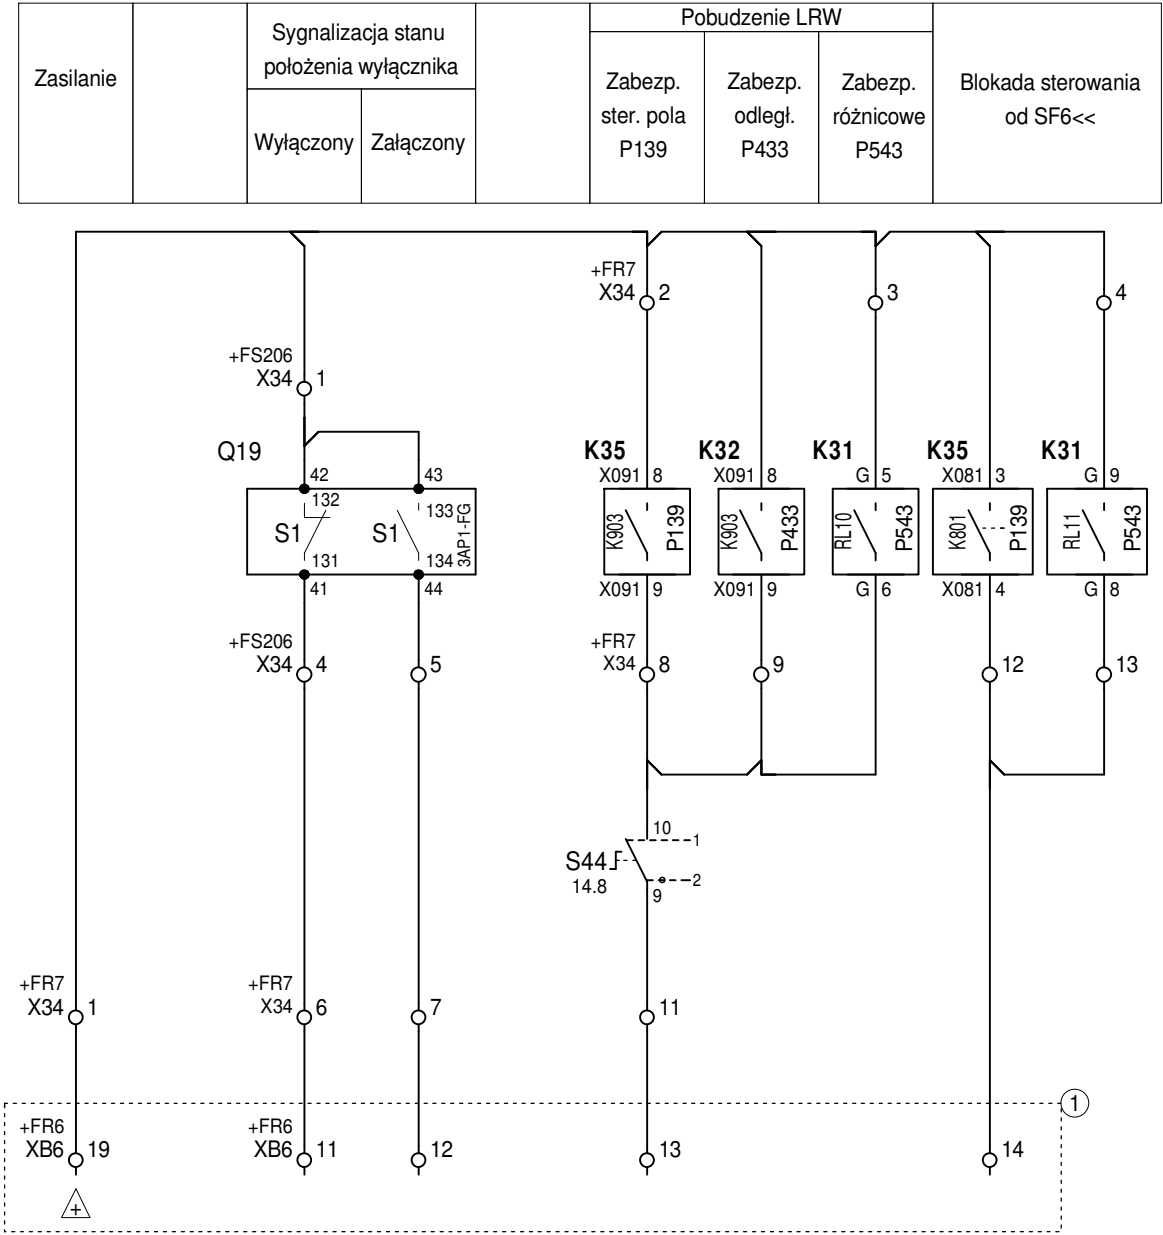 Zasilanie
Sygnalizacja stanu
położenia wyłącznika
Wyłączony
Załączony
Pobudzenie LRW
Zabezp.
ster. pola
P139
Zabezp.
odległ.
P433
Zabezp.
różnicowe
P543
Blokada sterowania
od SF6<<
+FR7
X34 2
3
4
+FS206
X34 1
Q19
K35
K32
K31
K35
K31
42
43
X091 8
X091 8
G 5
X081 3
G 9
132
133
S1
S1
3AP1-FG
131
134
K903
P139
K903
P433
RL10
P543
K801
P139
RL11
P543
41
44
X091 9
X091 9
G 6
X081 4
G 8
+FS206
X34 4
5
+FR7
X34 8
9
12
13
10
1
S44
14.8
2
9
+FR7
X34 1
+FR7
X34 6
7
11
1
+FR6
XB6 19
+FR6
XB6 11
12
13
14
+